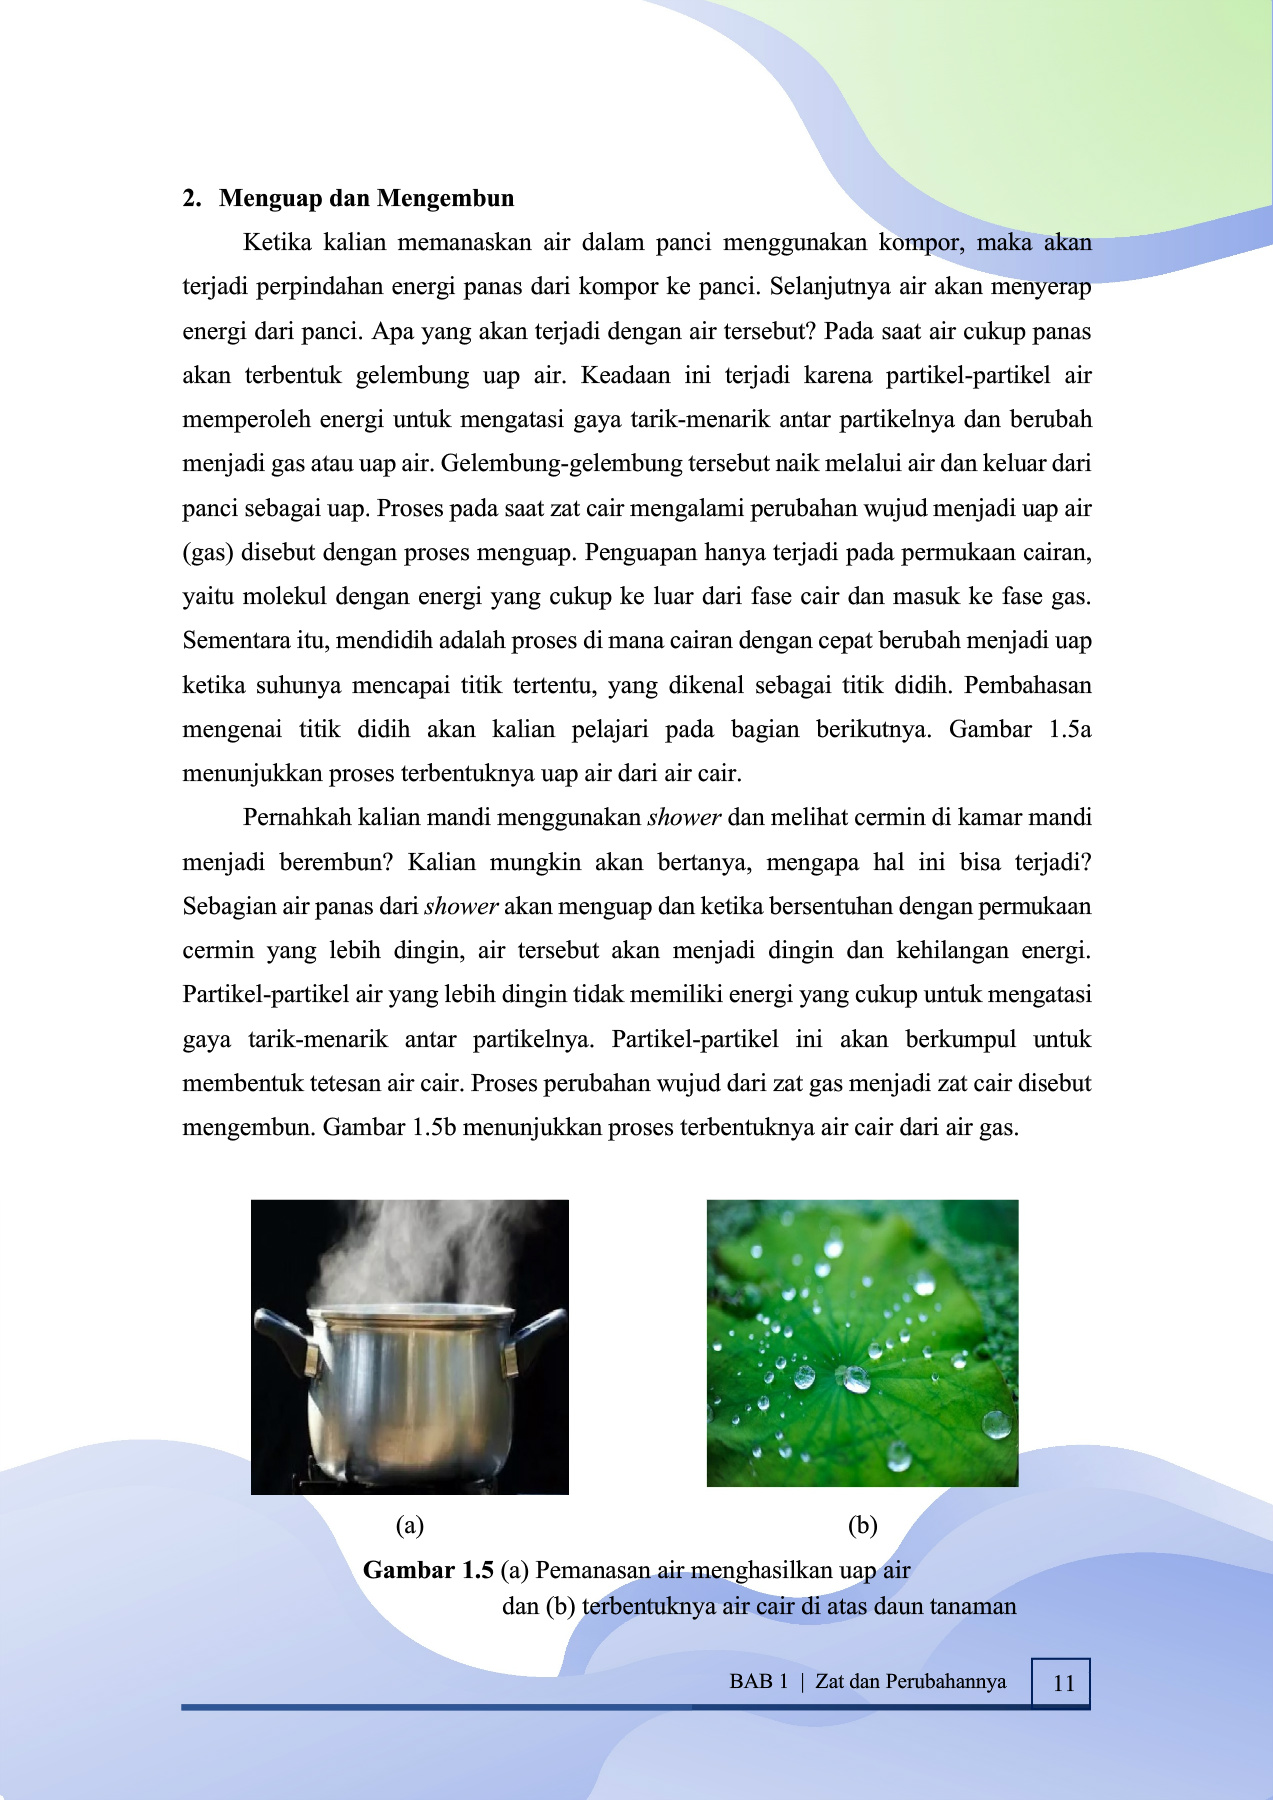 2. Menguap dan Mengembun
Ketika kalian memanaskan air dalam panci menggunakan kompor, maka akan
terjadi perpindahan energi panas dari kompor ke panci. Selanjutnya air akan menyerap
energi dari panci. Apa yang akan terjadi dengan air tersebut? Pada saat air cukup panas
akan terbentuk gelembung uap air. Keadaan ini terjadi karena partikel-partikel air
memperoleh energi untuk mengatasi gaya tarik-menarik antar partikelnya dan berubah
menjadi gas atau uap air. Gelembung-gelembung tersebut naik melalui air dan keluar dari
panci sebagai uap. Proses pada saat zat cair mengalami perubahan wujud menjadi uap air
(gas) disebut dengan proses menguap. Penguapan hanya terjadi pada permukaan cairan,
yaitu molekul dengan energi yang cukup ke luar dari fase cair dan masuk ke fase gas.
Sementara itu, mendidih adalah proses di mana cairan dengan cepat berubah menjadi uap
ketika suhunya mencapai titik tertentu, yang dikenal sebagai titik didih. Pembahasan
mengenai titik didih akan kalian pelajari pada bagian berikutnya. Gambar 1.5a
menunjukkan proses terbentuknya uap air dari air cair.
Pernahkah kalian mandi menggunakan shower dan melihat cermin di kamar mandi
menjadi berembun? Kalian mungkin akan bertanya, mengapa hal ini bisa terjadi?
Sebagian air panas dari shower akan menguap dan ketika bersentuhan dengan permukaan
cermin yang lebih dingin, air tersebut akan menjadi dingin dan kehilangan energi.
Partikel-partikel air yang lebih dingin tidak memiliki energi yang cukup untuk mengatasi
gaya tarik-menarik antar partikelnya. Partikel-partikel ini akan berkumpul untuk
membentuk tetesan air cair. Proses perubahan wujud dari zat gas menjadi zat cair disebut
mengembun. Gambar 1.5b menunjukkan proses terbentuknya air cair dari air gas.
(a)
(b)
Gambar 1.5 (a) Pemanasan air menghasilkan uap air
dan (b) terbentuknya air cair di atas daun tanaman
BAB 1 | Zat dan Perubahannya
11